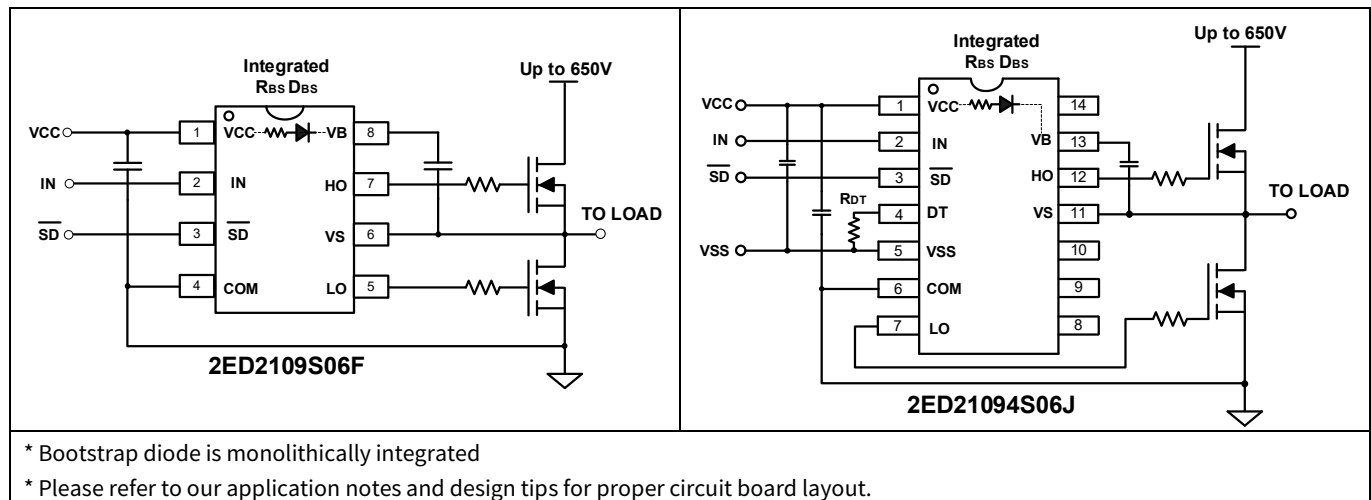 Integrated
RBS DBS
Up to 650V
VCC
1
VCC
VB
8
IN
2
IN
HO
7
TO LOAD
SD
3
SD
VS
6
4
COM
LO
5
2ED2109S06F
Up to 650V
Integrated
RBS DBS
VCC
1
VCC
14
IN
2
IN
VB
13
SD
3
SD
HO
12
TO LOAD
RDT
4
DT
VS
11
VSS
5
VSS
10
6
COM
9
7
LO
8
2ED21094S06J
* Bootstrap diode is monolithically integrated
* Please refer to our application notes and design tips for proper circuit board layout.